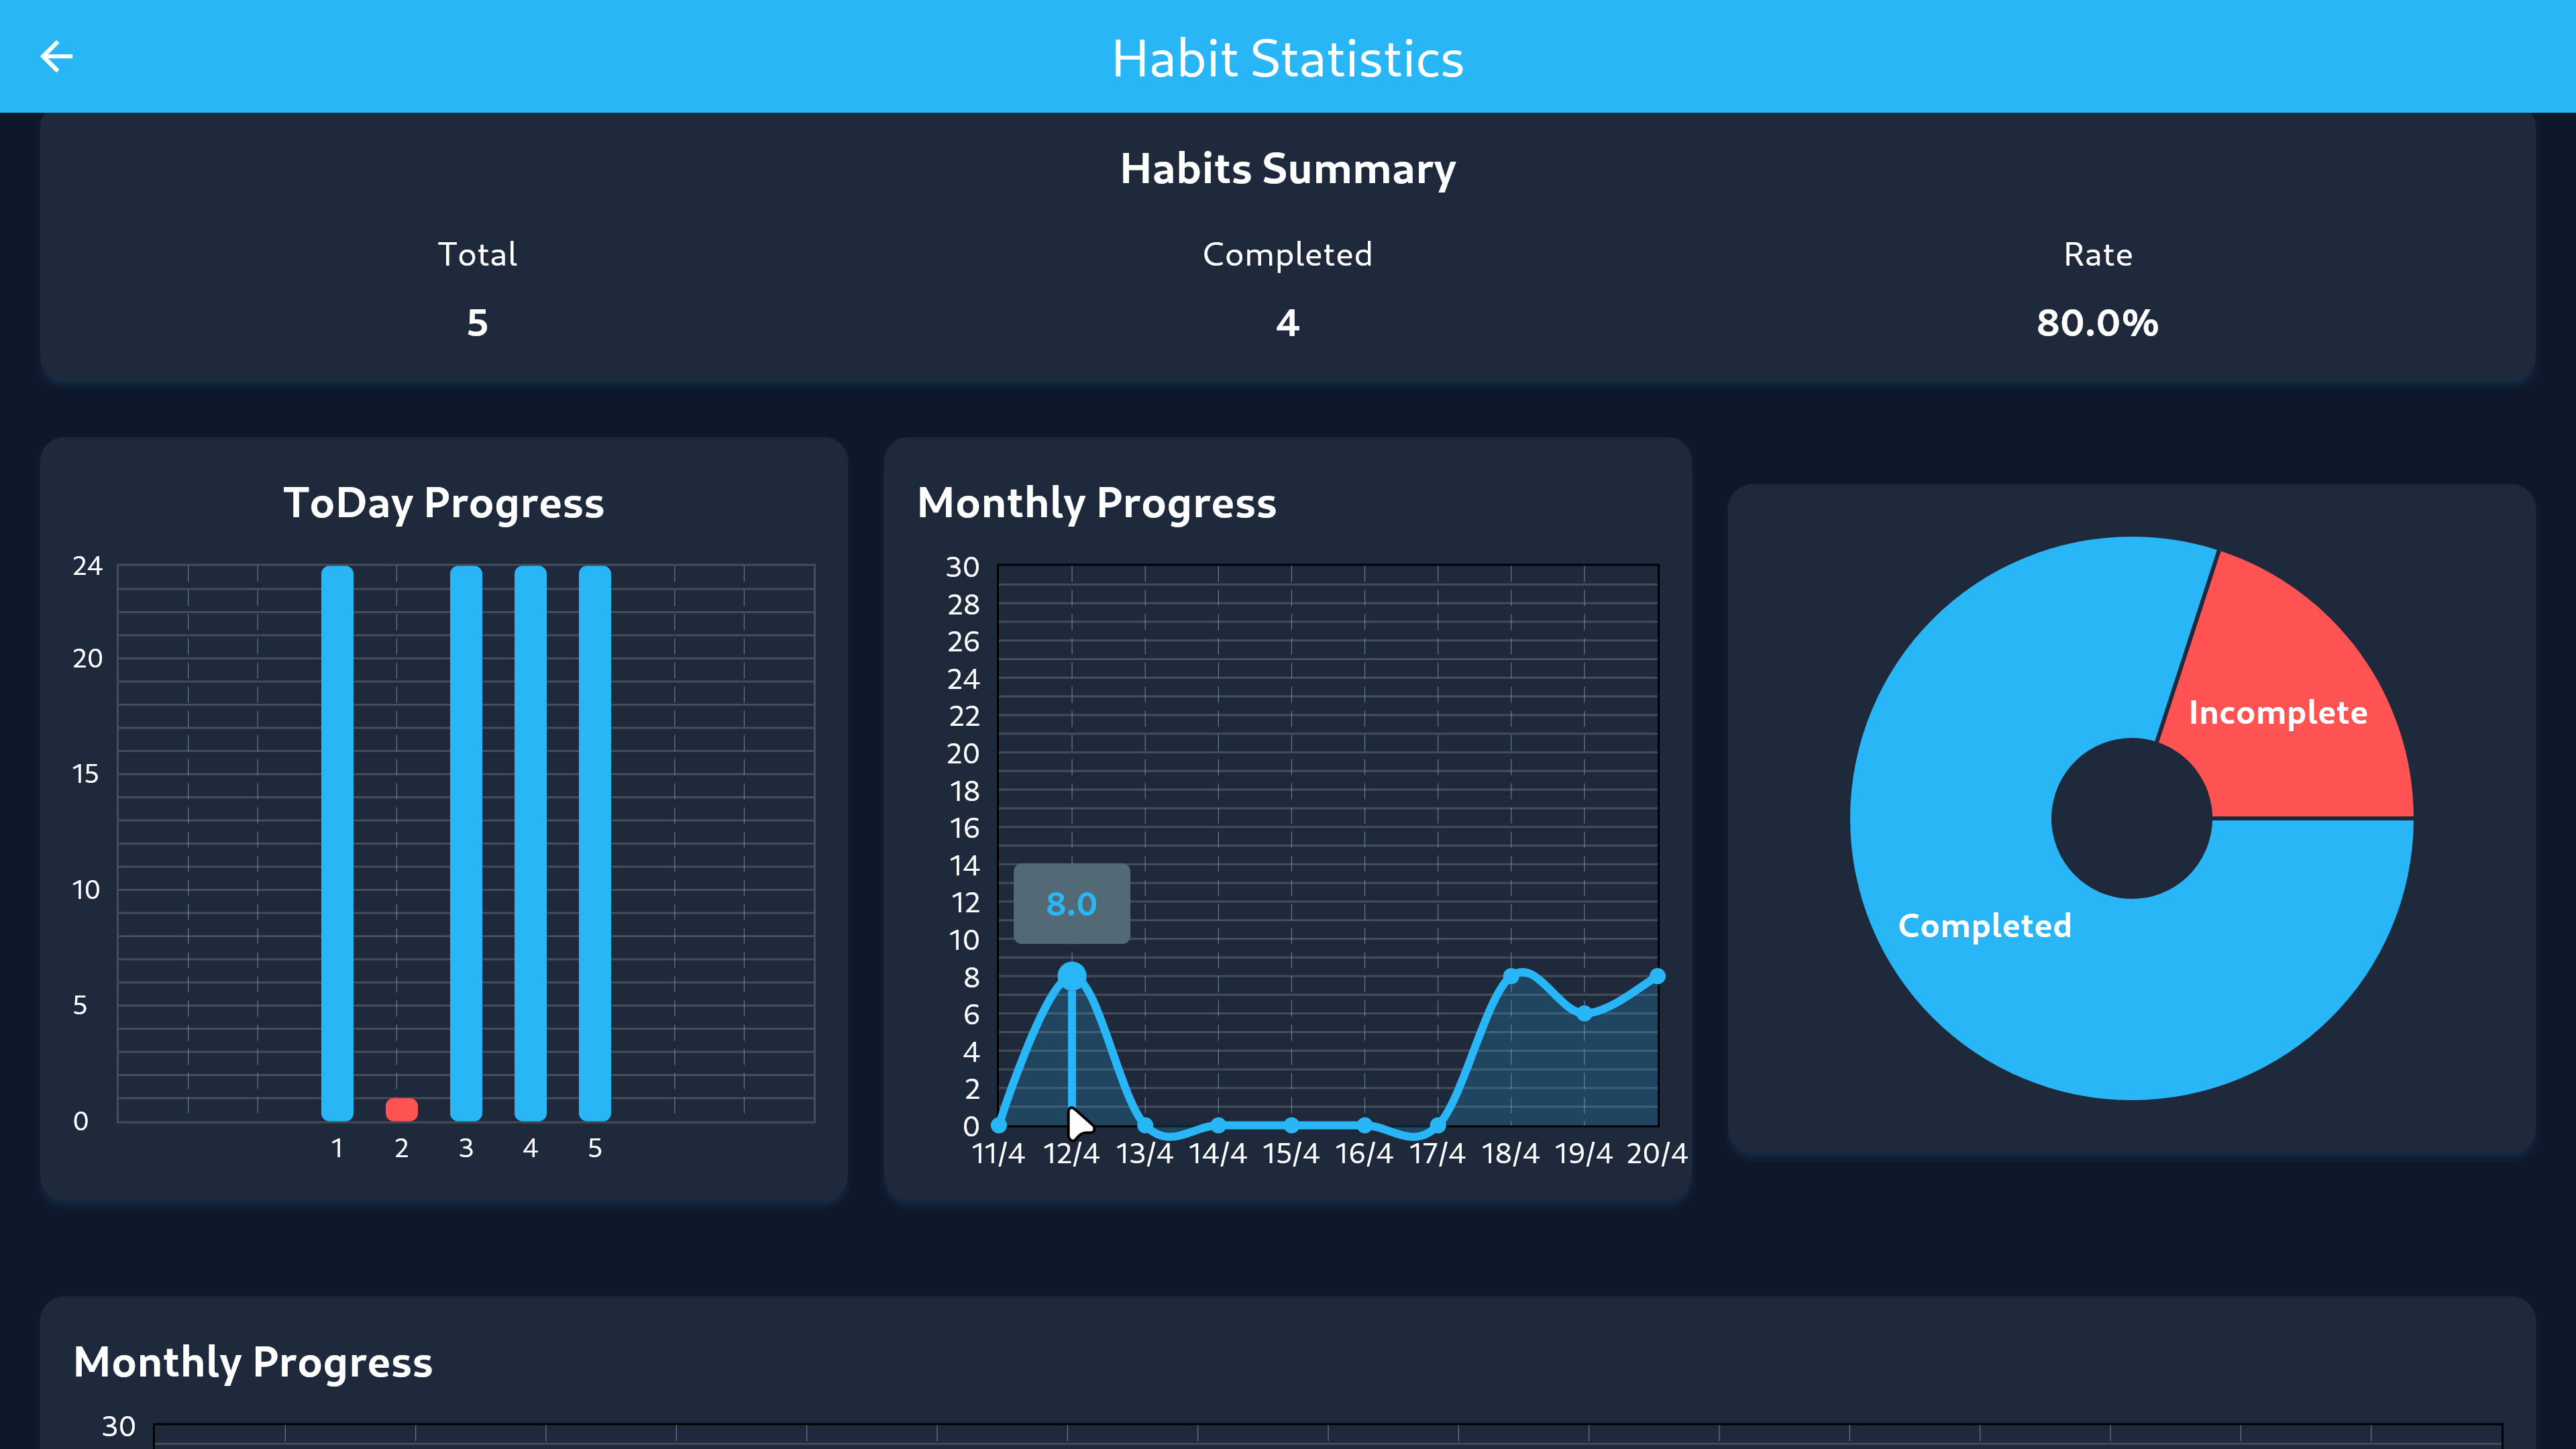 Habit Statistics
Habits Summary
Total
Completed
Rate
5
4
80.0%
ToDay Progress
24
20
15
10
5
0
1 2 3 4 5
Monthly Progress
30
28
26
24
22
20
18
16
14
12
10
8
6
4
2
0
8.0
11/4 12/4 13/4 14/4 15/4 16/4 17/4 18/4 19/4 20/4
Incomplete
Completed
Monthly Progress
30